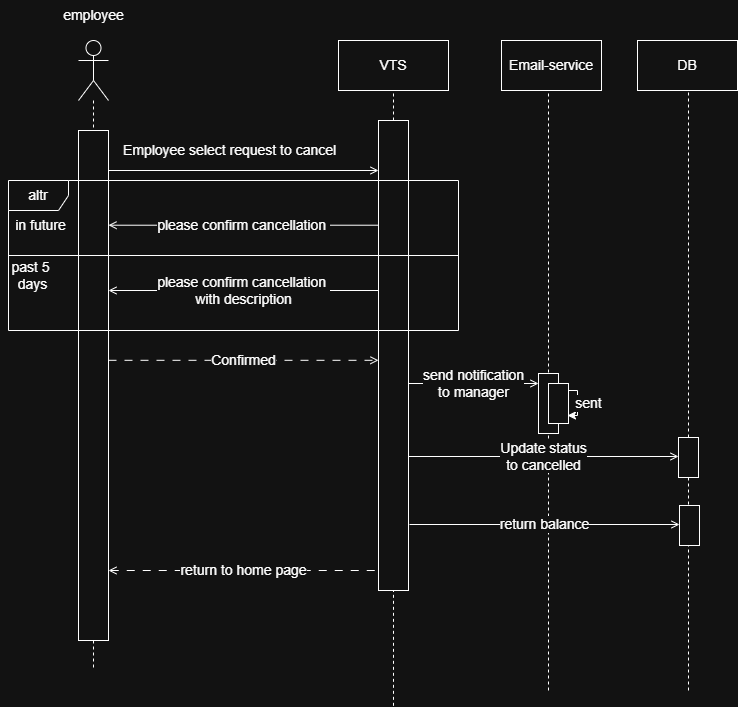 employee
VTS
Email-service
DB
Employee select request to cancel
altr
in future
please confirm cancellation
past 5
days
please confirm cancellation
with description
Confirmed
send notification
to manager
sent
Update status
to cancelled
return balance
return to home page